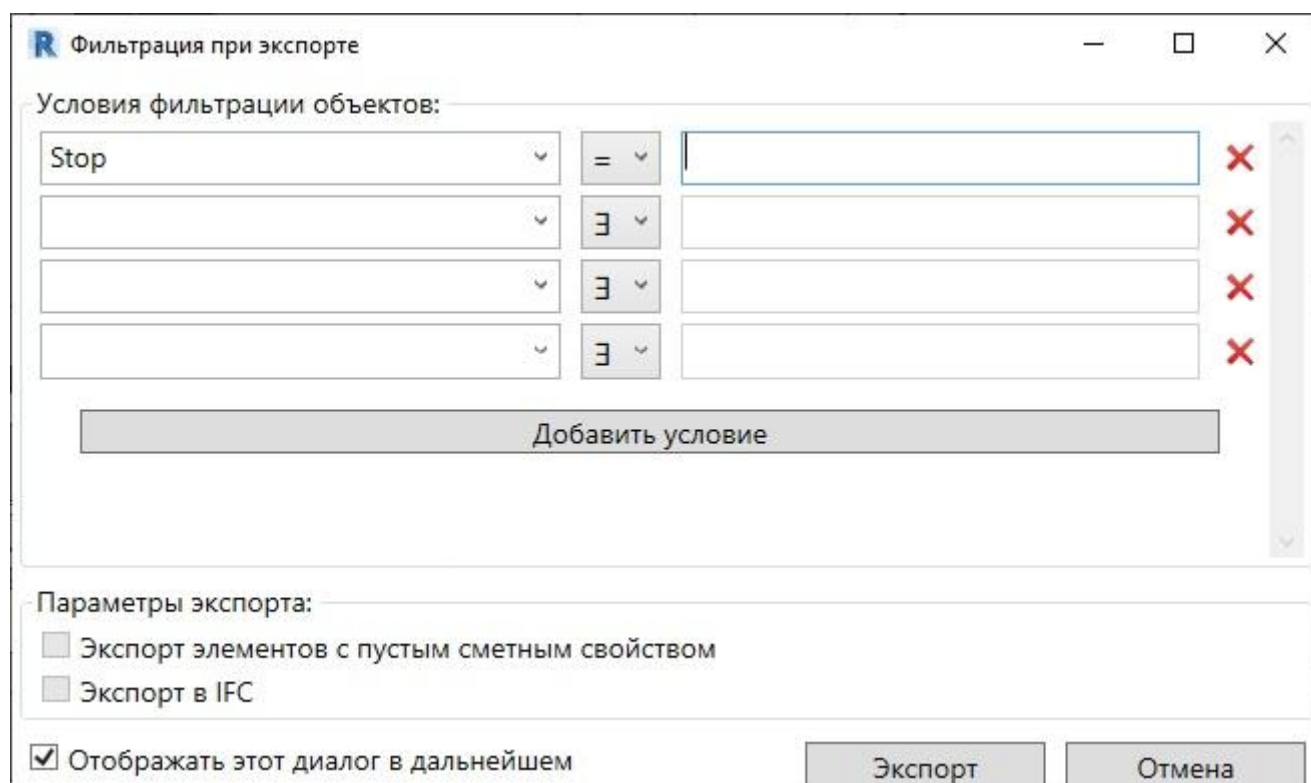 R Фильтрация при экспорте
Условия фильтрации объектов:
Stop =
∃
∃
∃
Добавить условие
Параметры экспорта:
Экспорт элементов с пустым сметным свойством
Экспорт в IFC
Отображать этот диалог в дальнейшем Экспорт Отмена